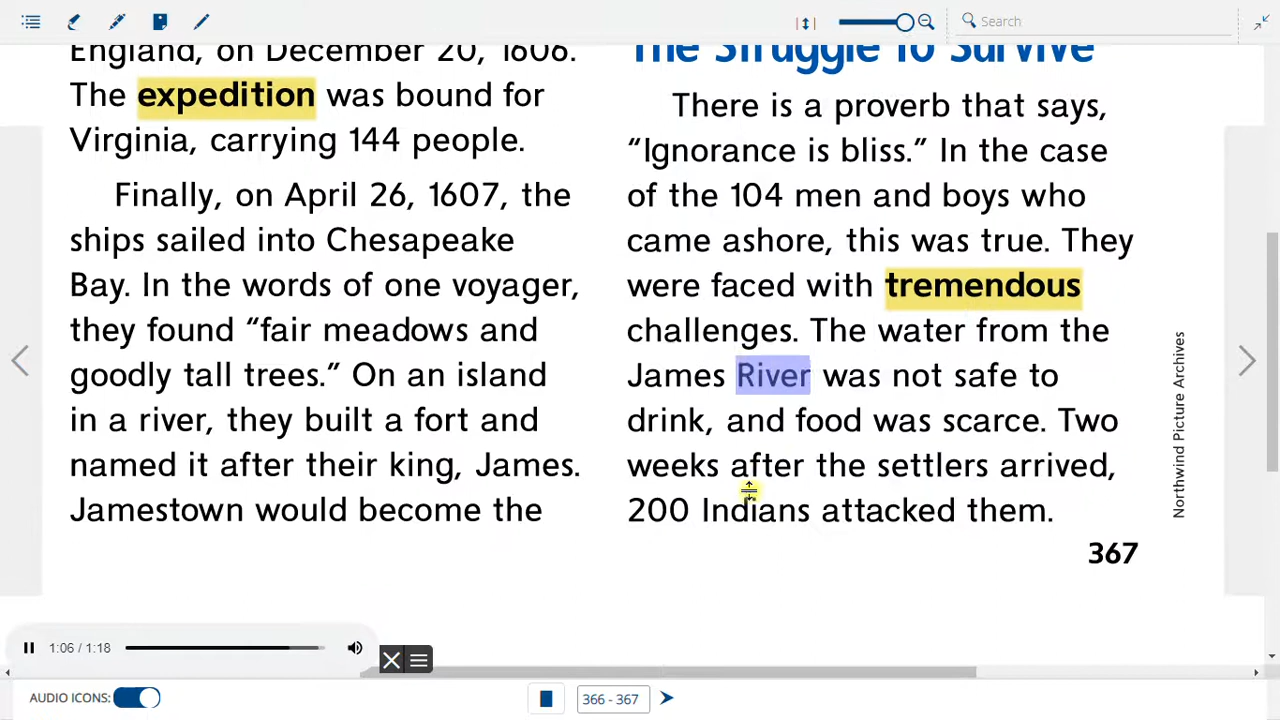 Search
England, on December 20, 1606.
The expedition was bound for
Virginia, carrying 144 people.
Finally, on April 26, 1607, the
ships sailed into Chesapeake
Bay. In the words of one voyager,
they found “fair meadows and
goodly tall trees.” On an island
in a river, they built a fort and
named it after their king, James.
Jamestown would become the
The Struggle to Survive
There is a proverb that says,
“Ignorance is bliss.” In the case
of the 104 men and boys who
came ashore, this was true. They
were faced with tremendous
challenges. The water from the
James River was not safe to
drink, and food was scarce. Two
weeks after the settlers arrived,
200 Indians attacked them.
Northwind Picture Archives
367
1:06 / 1:18
AUDIO ICONS:
366 - 367